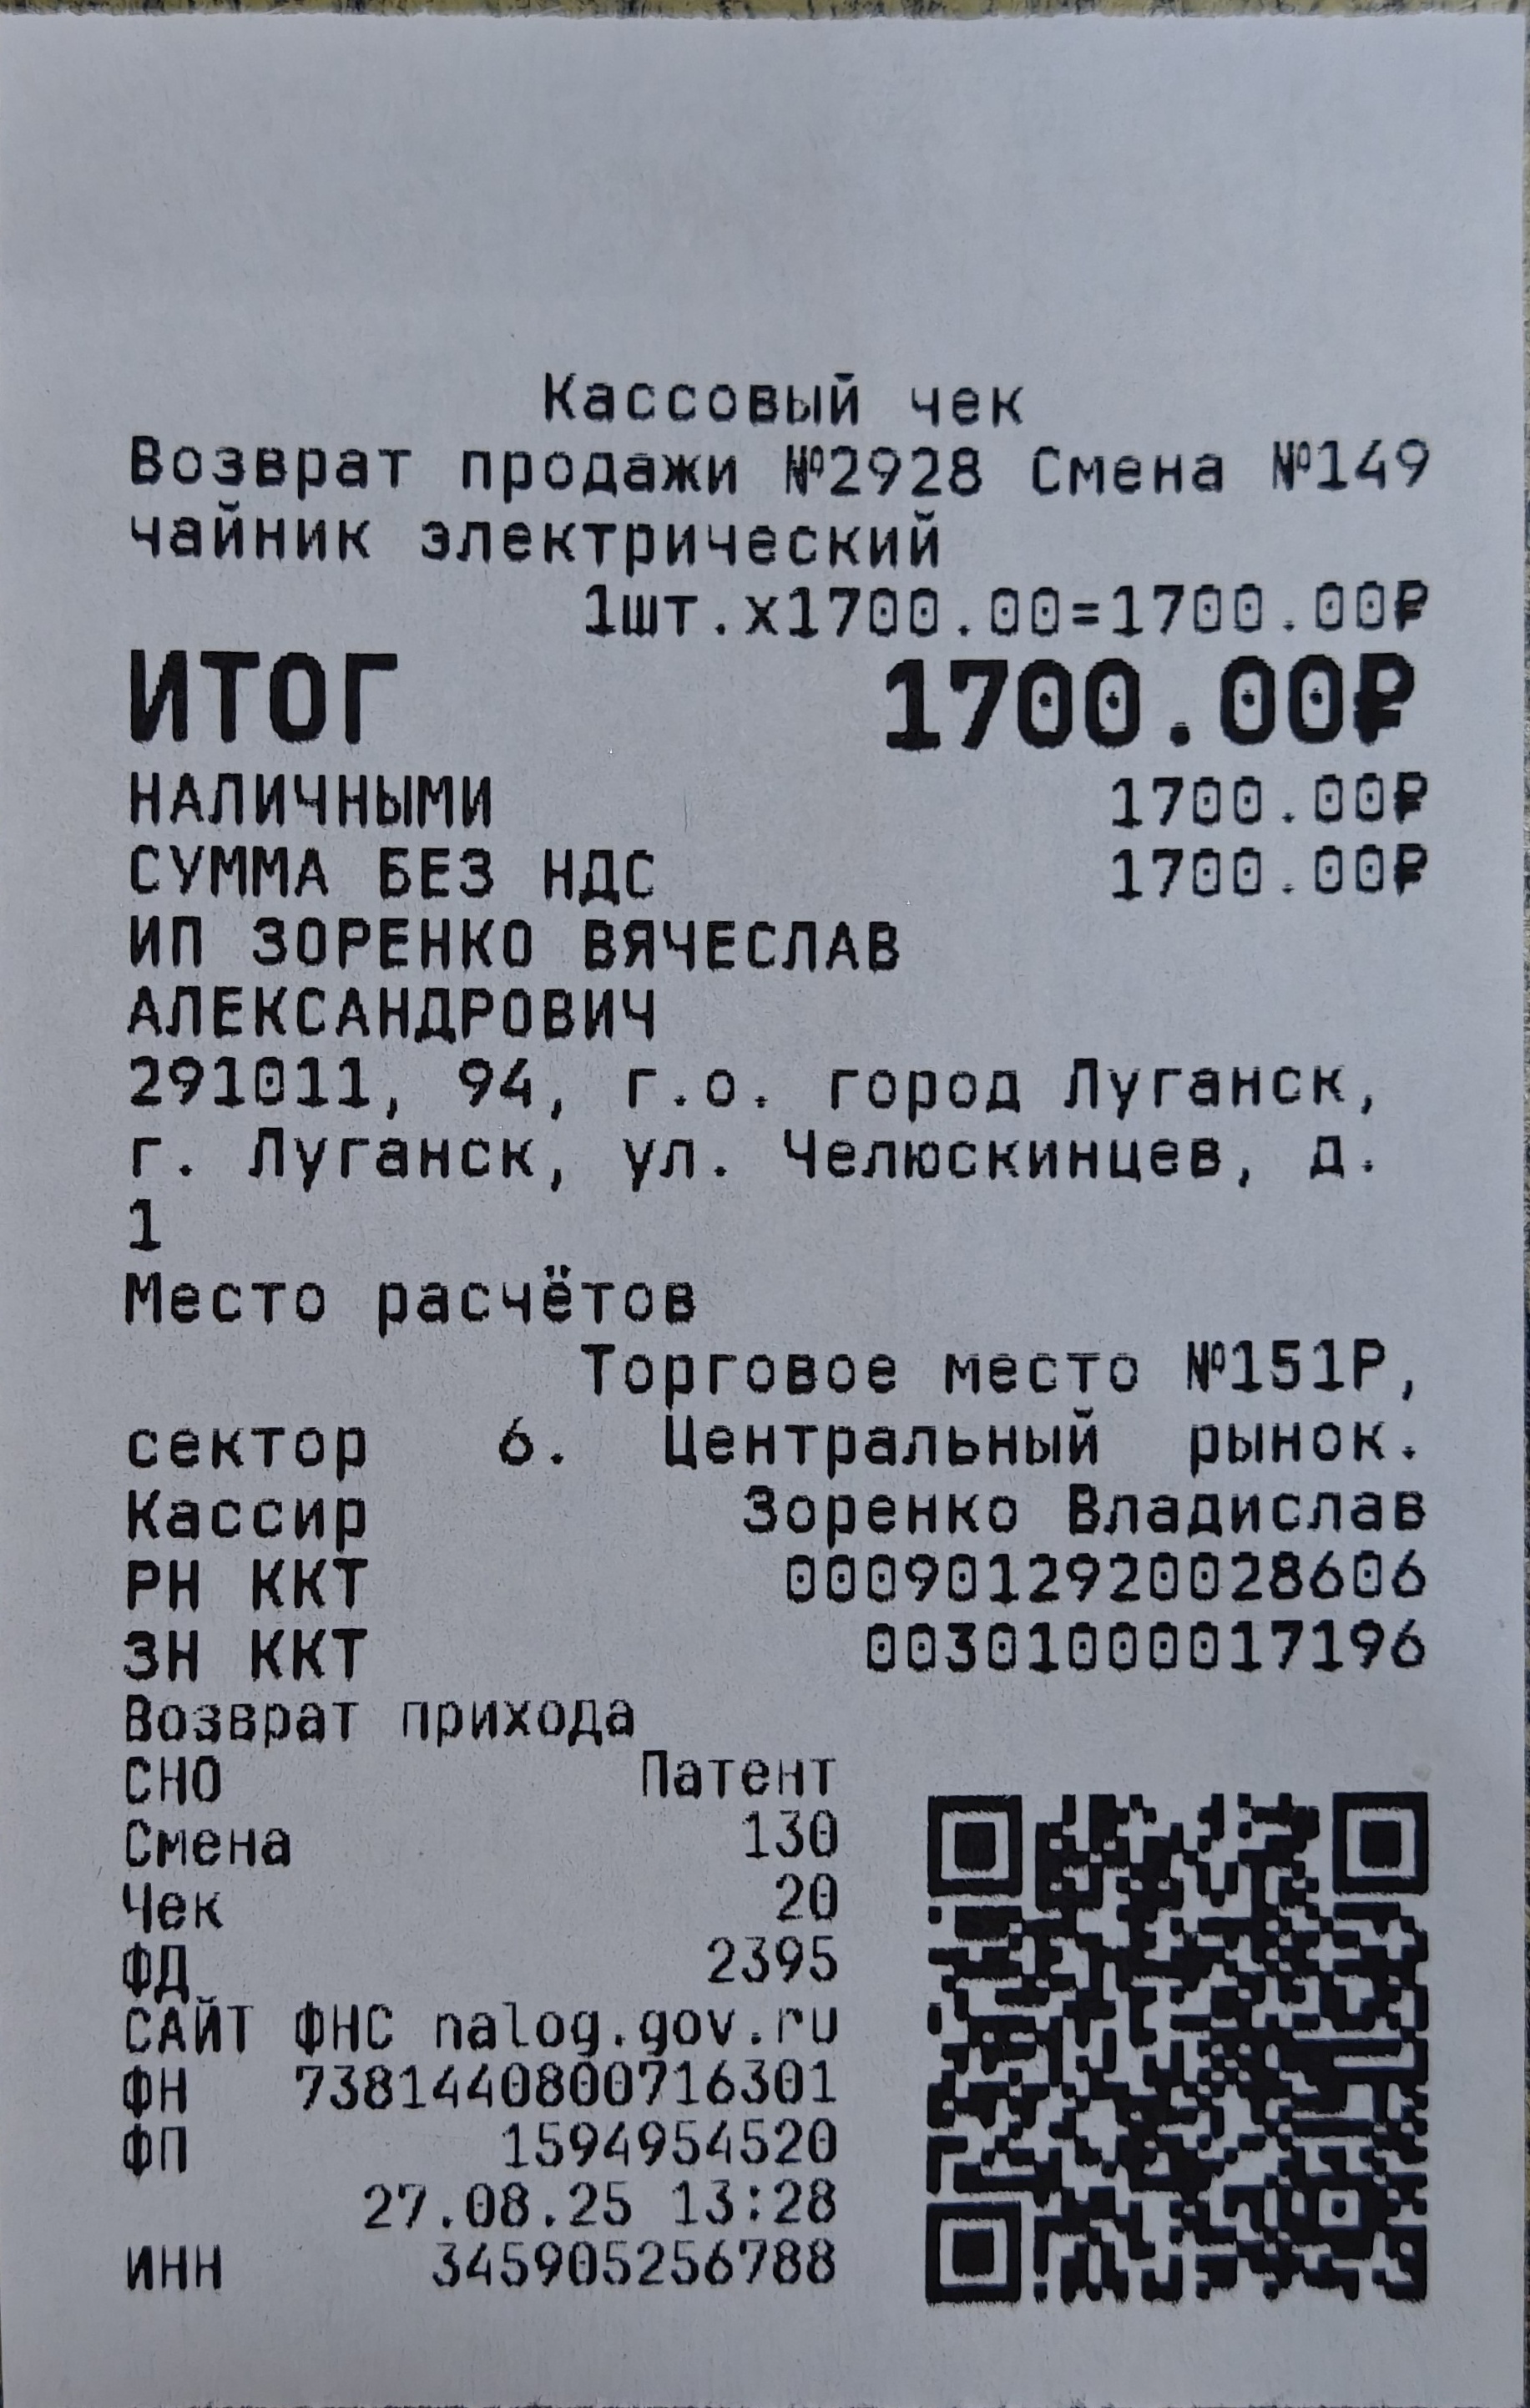 Кассовый чек
Возврат продажи №2928 Смена №149
чайник электрический
1шт.x1700.00=1700.00₽
ИТОГ 1700.00₽
НАЛИЧНЫМИ 1700.00₽
СУММА БЕЗ НДС 1700.00₽
ИП ЗОРЕНКО ВЯЧЕСЛАВ
АЛЕКСАНДРОВИЧ
291011, 94, г.о. город Луганск,
г. Луганск, ул. Челюскинцев, д.
1
Место расчётов
Торговое место №151Р,
сектор 6. Центральный рынок.
Кассир Зоренко Владислав
РН ККТ 0009012920028606
ЗН ККТ 00301000017196
Возврат прихода
СНО Патент
Смена 130
Чек 20
ФД 2395
САЙТ ФНС nalog.gov.ru
ФН 7381440800716301
ФП 1594954520
27.08.25 13:28
ИНН 345905256788